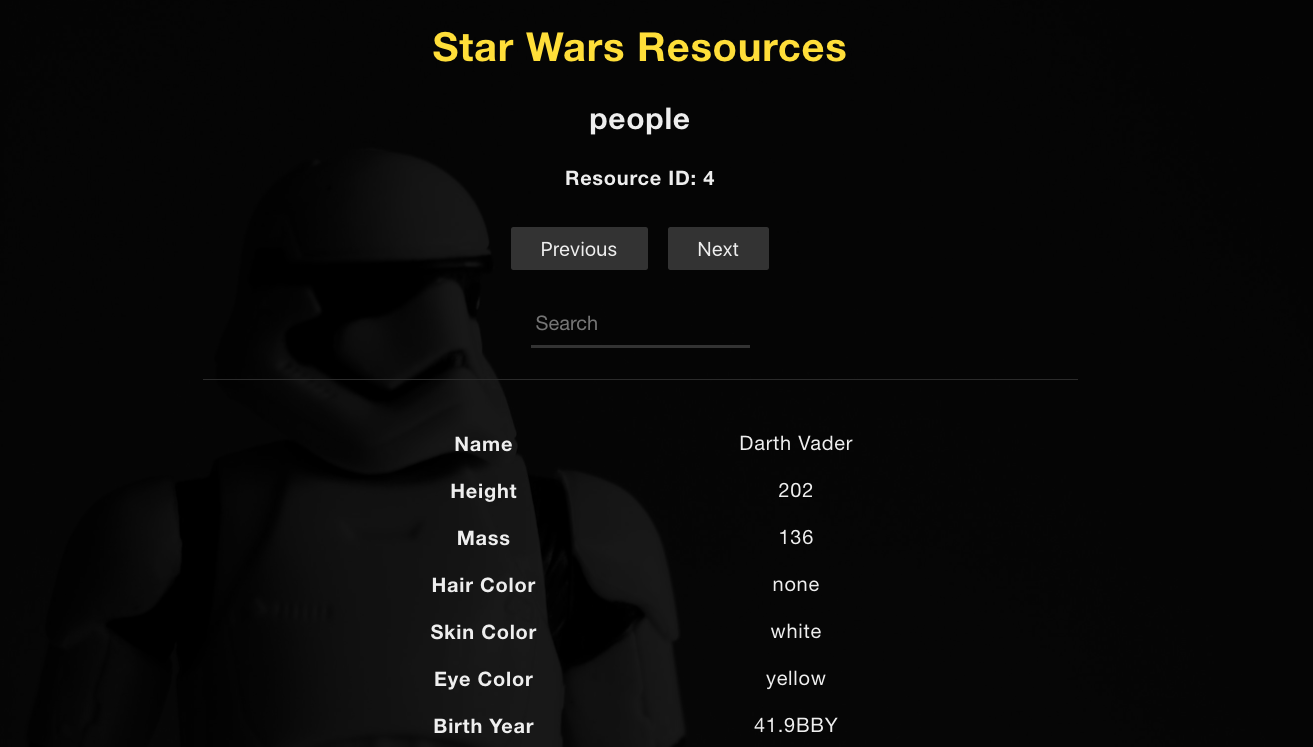 Star Wars Resources
people
Resource ID: 4
Previous Next
Search
Name Darth Vader
Height 202
Mass 136
Hair Color none
Skin Color white
Eye Color yellow
Birth Year 41.9BBY